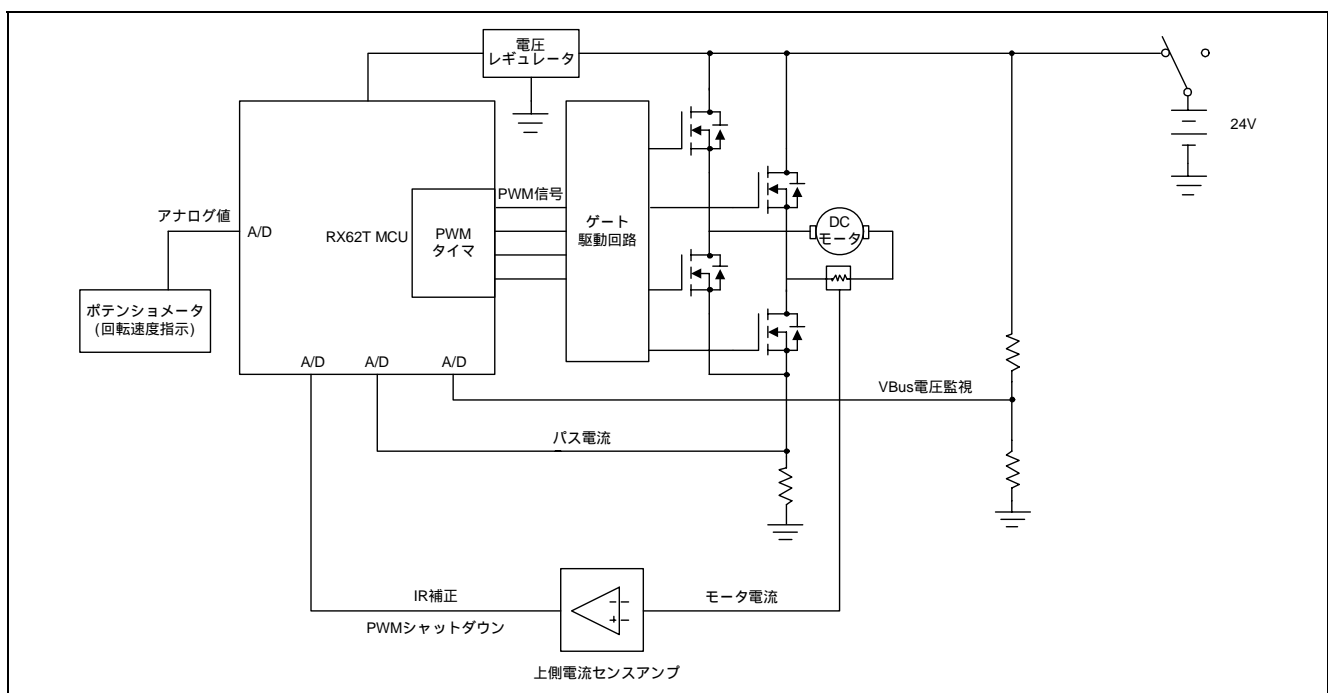 電圧
レギュレータ
24V
PWM信号
アナログ値
A/D
RX62T MCU
PWM
タイマ
ゲート
駆動回路
DC
モータ
ポテンショメータ
(回転速度指示)
A/D
A/D
A/D
VBus電圧監視
パス電流
IR補正
モータ電流
PWMシャットダウン
上側電流センスアンプ